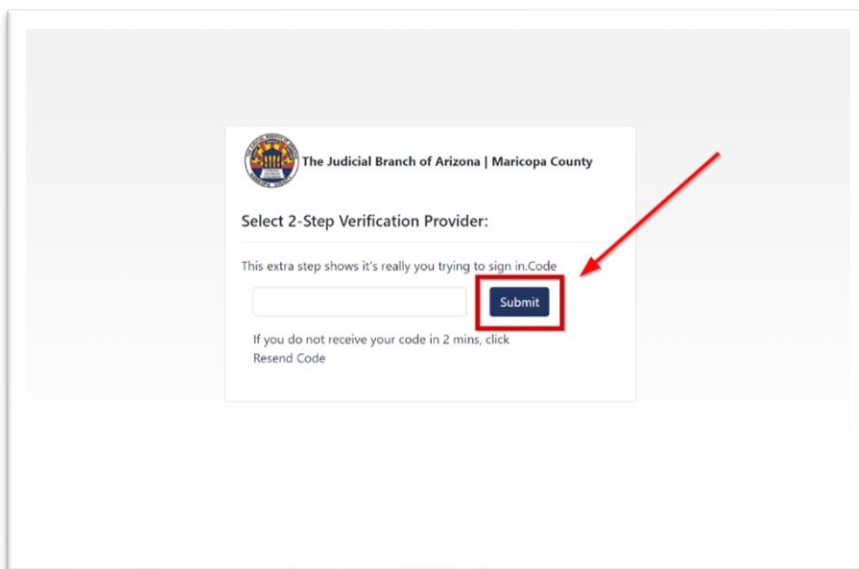 The Judicial Branch of Arizona | Maricopa County
Select 2-Step Verification Provider:
This extra step shows it's really you trying to sign in.Code
Submit
If you do not receive your code in 2 mins, click
Resend Code